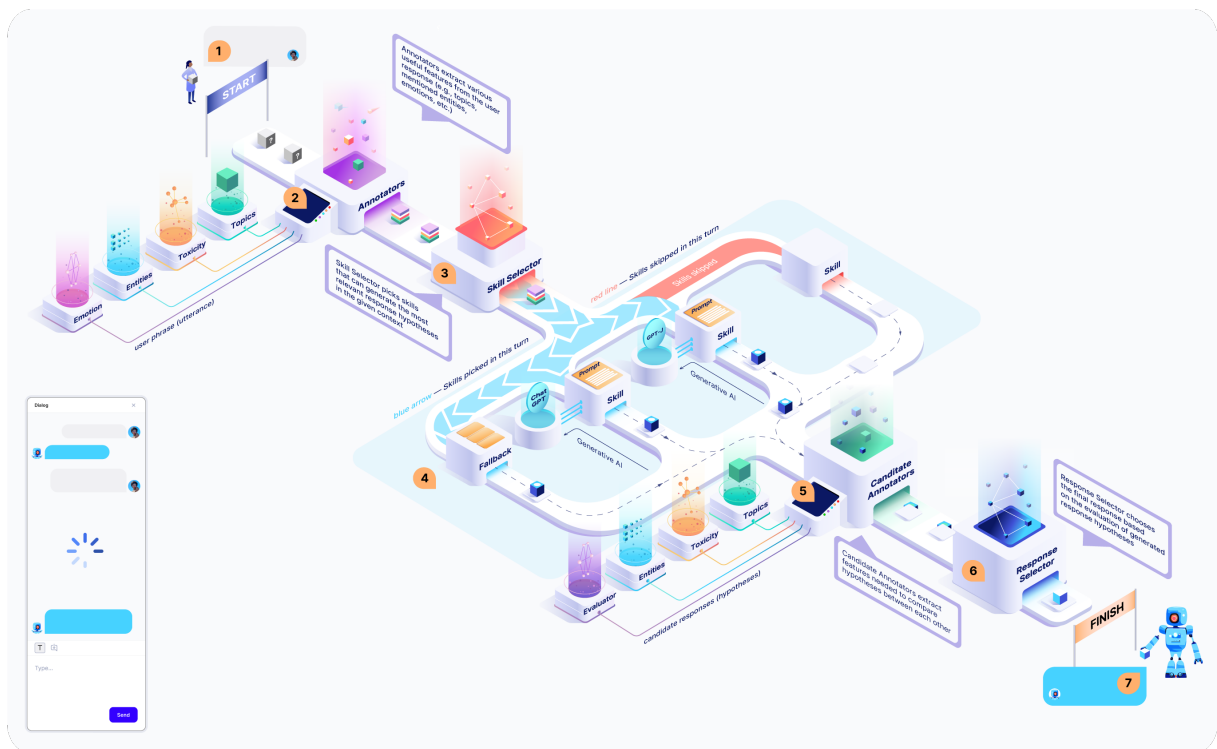 1
START
Annotators extract various
useful features from the user
response (e.g., topics,
mentioned entities,
emotions, etc.)
?
?
2
Annotators
Topics
Toxicity
Entities
Emotion
user phrase (utterance)
3
Skill Selector
Skill Selector picks skills
that can generate the most
relevant response hypotheses
in the given context
red line — Skills skipped in this turn
Skills skipped
Skill
Prompt
Skill
GPT-J
Generative AI
blue arrow — Skills picked in this turn
Prompt
Skill
Chat
GPT
Generative AI
Fallback
4
5
Canditate
Annotators
Topics
Toxicity
Entities
Evaluator
candidate responses (hypotheses)
Candidate Annotators extract
features needed to compare
hypotheses between each other
6
Response
Selector
Response Selector chooses
the final response based
on the evaluation of generated
response hypotheses
FINISH
7
Dialog
×
T
Type...
Send